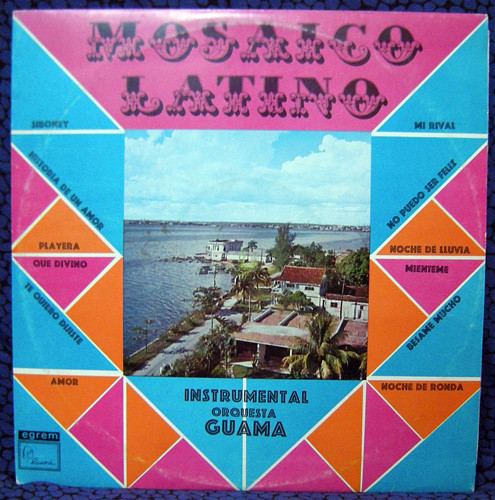 MOSAICO
LATINO
SIBONEY
MI RIVAL
HISTORIA DE UN AMOR
NO PUEDO SER FELIZ
PLAYERA
NOCHE DE LLUVIA
QUE DIVINO
MIENTEME
TE QUIERO DIJISTE
BESAME MUCHO
AMOR
NOCHE DE RONDA
INSTRUMENTAL
ORQUESTA
GUAMA
egrem